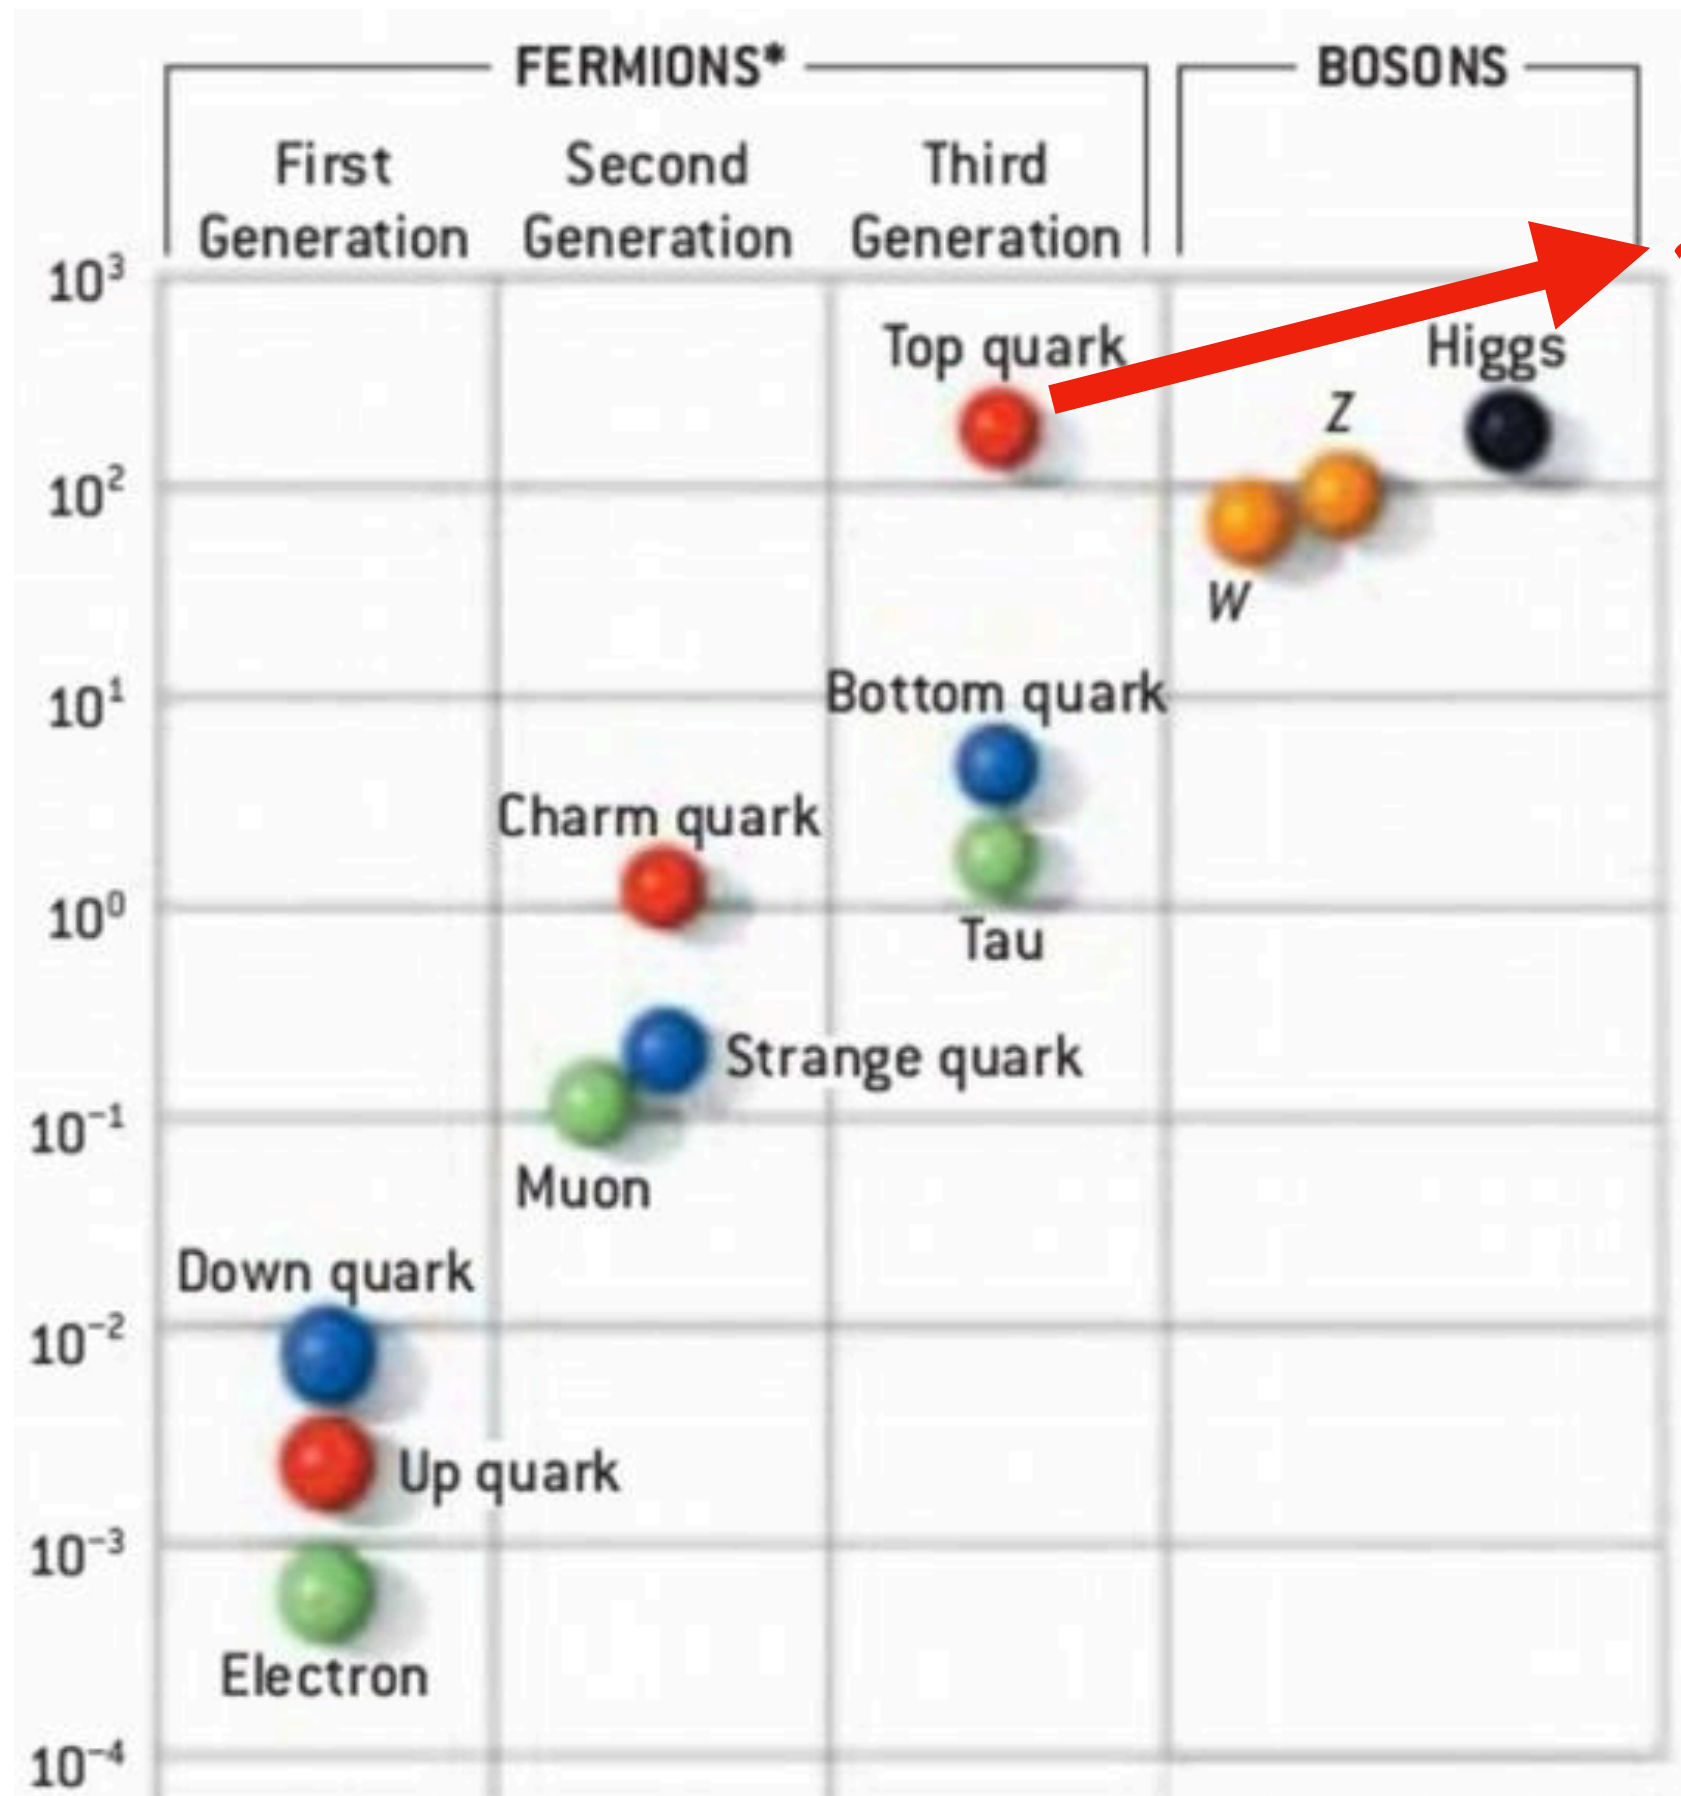 FERMIONS*
BOSONS
First
Generation
Second
Generation
Third
Generation
10³
Top quark
Higgs
Z
10²
W
10¹
Bottom quark
Charm quark
10⁰
Tau
Strange quark
10⁻¹
Muon
Down quark
10⁻²
Up quark
10⁻³
Electron
10⁻⁴